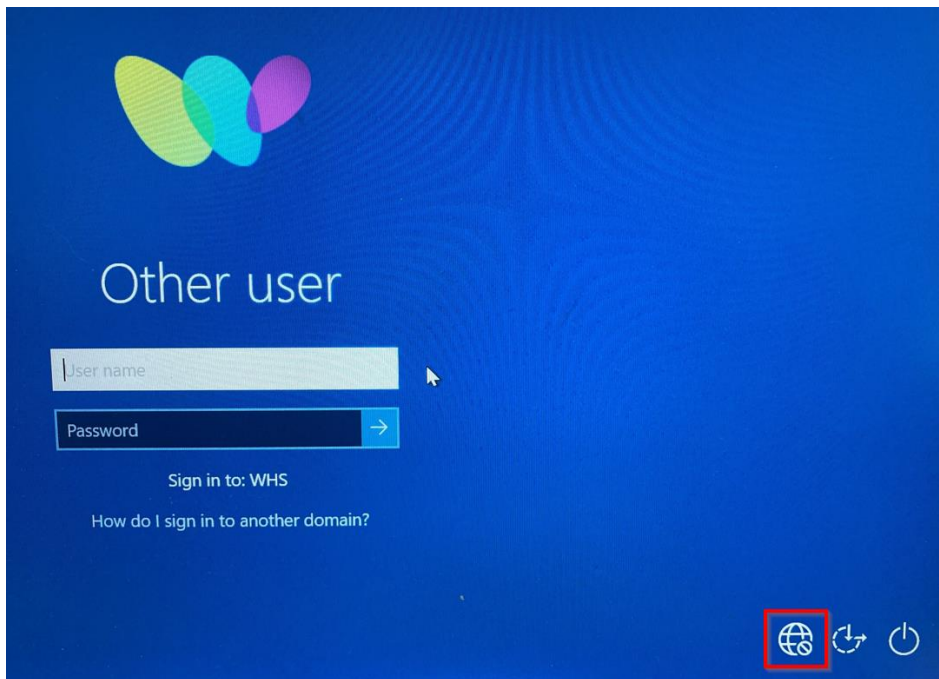 Other user
User name
Password
Sign in to: WHS
How do I sign in to another domain?